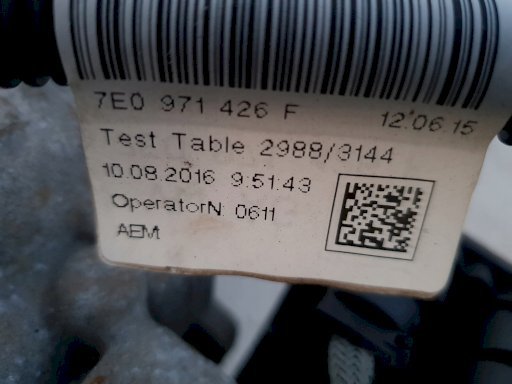 7E0 971 426 F 12.06.15
Test Table 2988/3144
10.08.2016 9:51:43
OperatorN: 0611
AEM